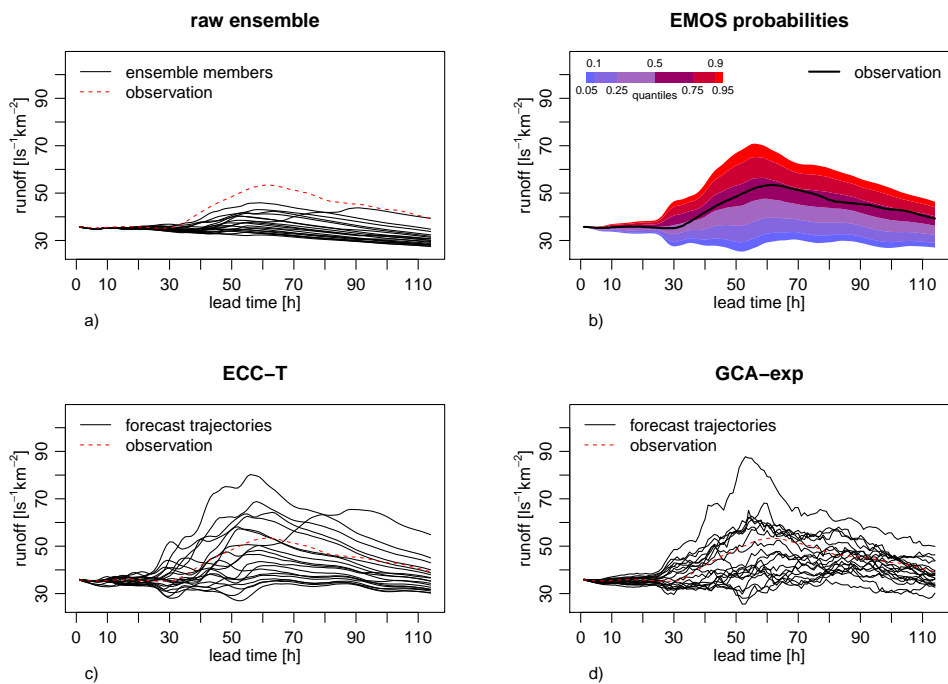 raw ensemble
ensemble members
observation
runoff [ls⁻¹km⁻²]
30 50 70 90
0 10 30 50 70 90 110
lead time [h]
a)
EMOS probabilities
0.1 0.5 0.9
0.05 0.25 0.75 0.95
quantiles
observation
runoff [ls⁻¹km⁻²]
30 50 70 90
0 10 30 50 70 90 110
lead time [h]
b)
ECC−T
forecast trajectories
observation
runoff [ls⁻¹km⁻²]
30 50 70 90
0 10 30 50 70 90 110
lead time [h]
c)
GCA−exp
forecast trajectories
observation
runoff [ls⁻¹km⁻²]
30 50 70 90
0 10 30 50 70 90 110
lead time [h]
d)